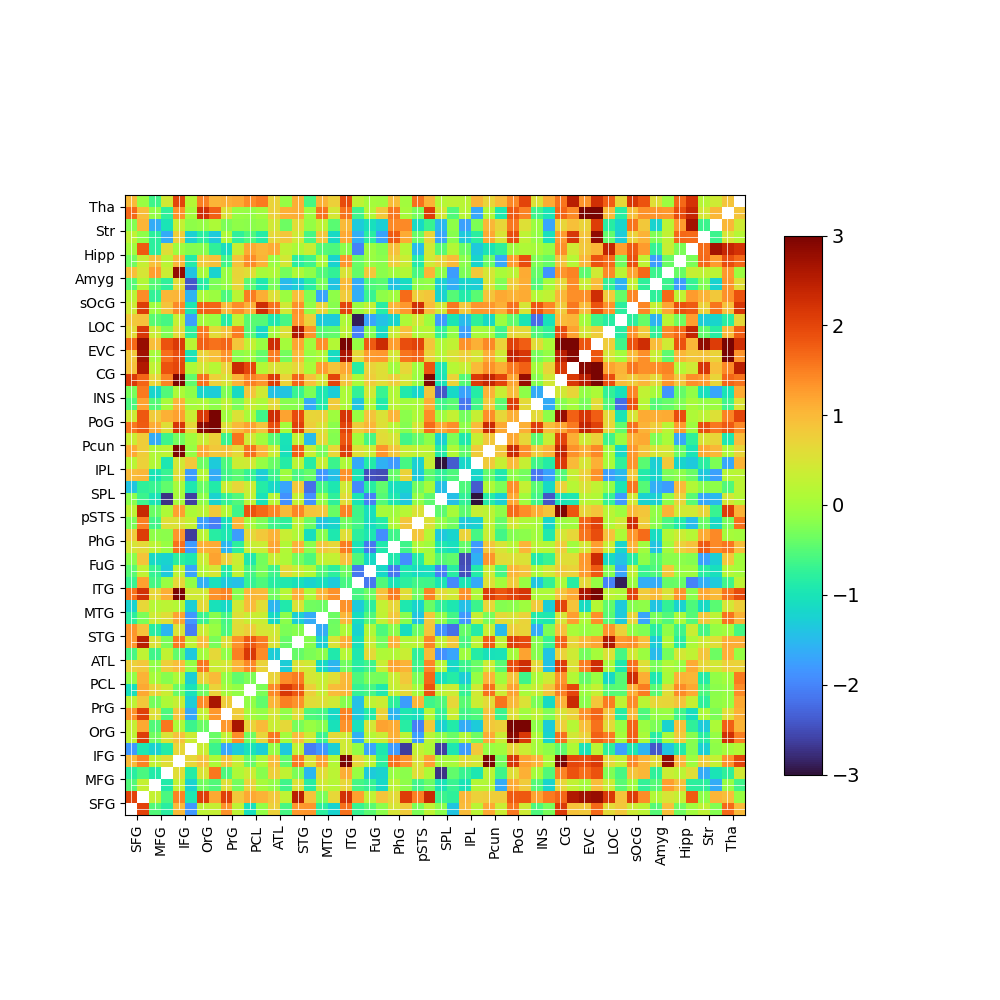 Tha
Str
Hipp
Amyg
sOcG
LOC
EVC
CG
INS
PoG
Pcun
IPL
SPL
pSTS
PhG
FuG
ITG
MTG
STG
ATL
PCL
PrG
OrG
IFG
MFG
SFG
SFG MFG IFG OrG PrG PCL ATL STG MTG ITG FuG PhG pSTS SPL IPL Pcun PoG INS CG EVC LOC sOcG Amyg Hipp Str Tha
3
2
1
0
−1
−2
−3